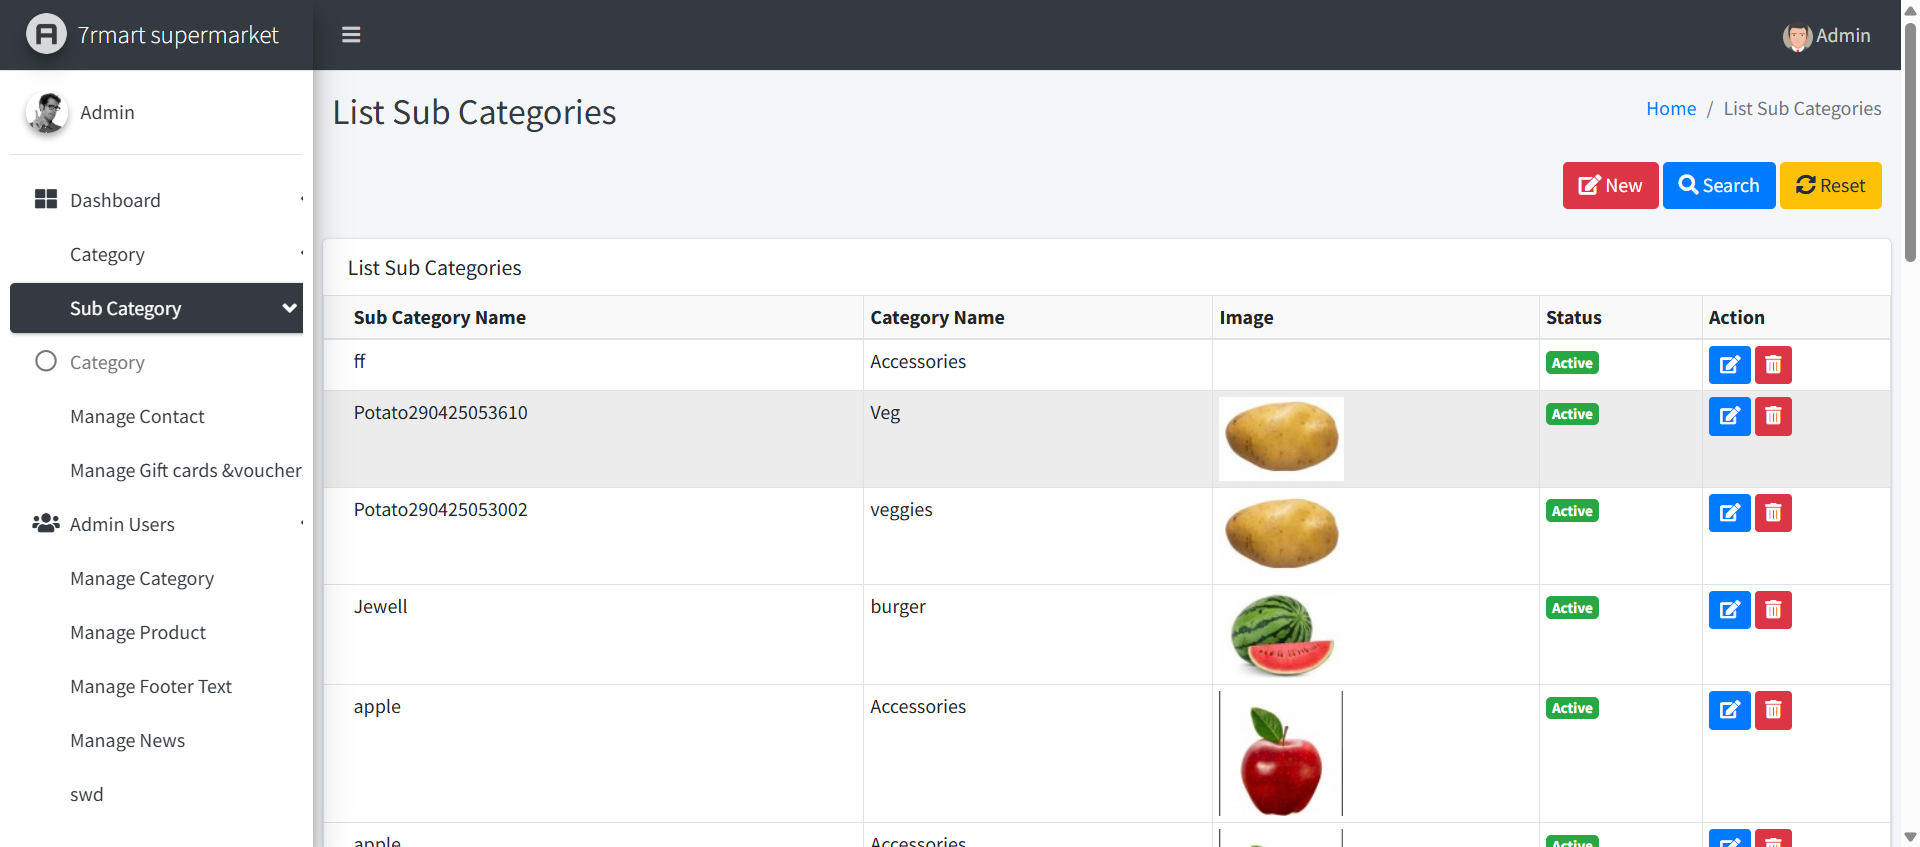 7rmart supermarket
Admin
Admin
Dashboard
Category
Sub Category
Category
Manage Contact
Manage Gift cards &voucher
Admin Users
Manage Category
Manage Product
Manage Footer Text
Manage News
swd
List Sub Categories
Home / List Sub Categories
New Search Reset
List Sub Categories
Sub Category Name Category Name Image Status Action
ff Accessories Active
Potato290425053610 Veg Active
Potato290425053002 veggies Active
Jewell burger Active
apple Accessories Active
apple Accessories Active